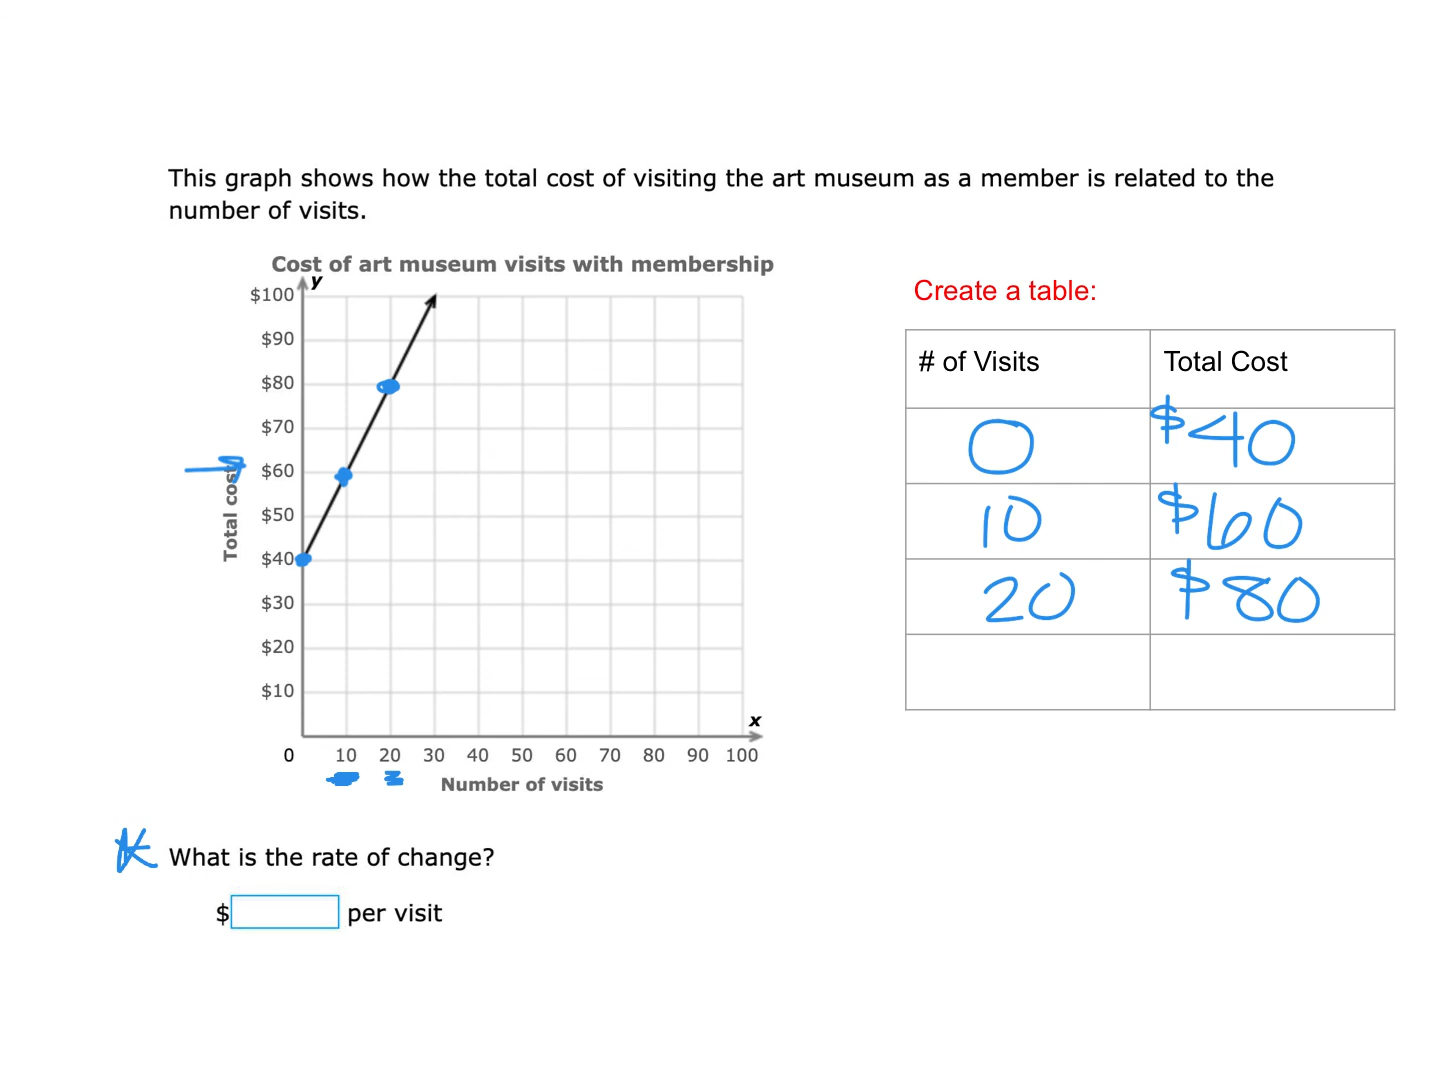 This graph shows how the total cost of visiting the art museum as a member is related to the
number of visits.
Cost of art museum visits with membership
y
$100
$90
$80
$70
$60
$50
$40
$30
$20
$10
Total cost
x
0 10 20 30 40 50 60 70 80 90 100
Number of visits
Create a table:
# of Visits Total Cost
0 $40
10 $60
20 $80
What is the rate of change?
$ per visit